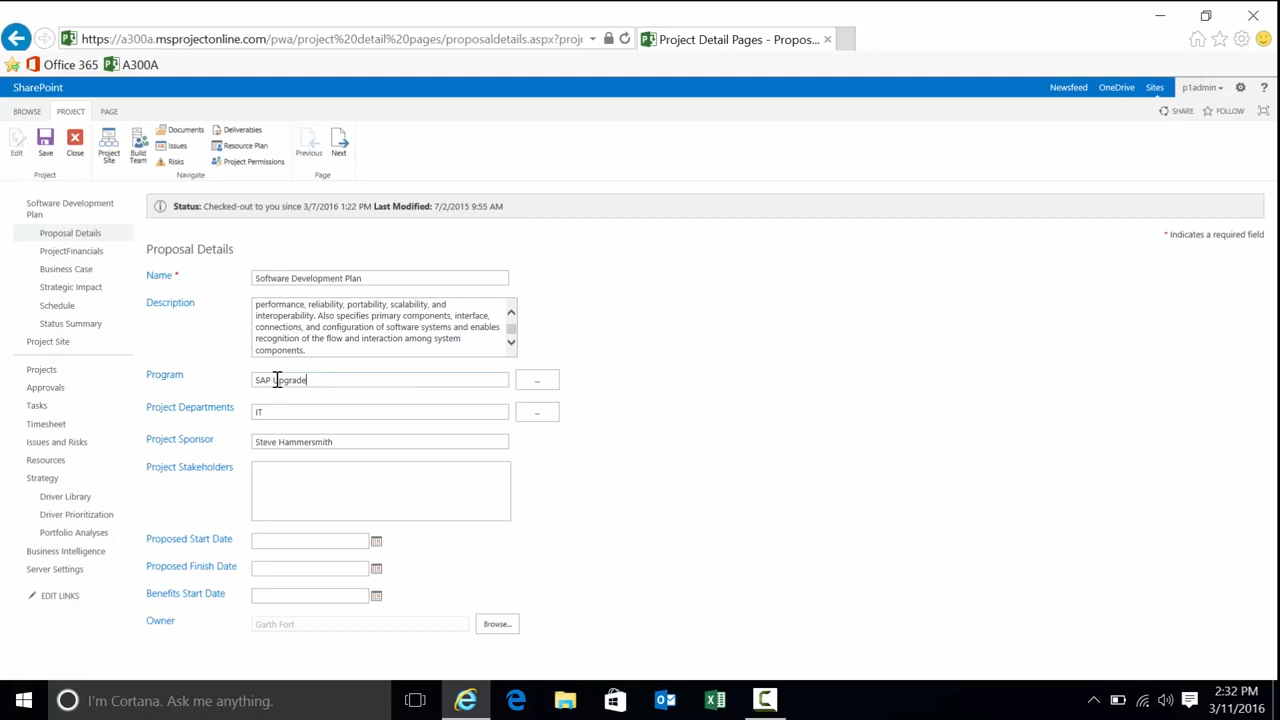 https://a300a.msprojectonline.com/pwa/project%20detail%20pages/proposaldetails.aspx?proj
Project Detail Pages - Propos...
Office 365
A300A
SharePoint
Newsfeed
OneDrive
Sites
p1admin
?
BROWSE
PROJECT
PAGE
SHARE
FOLLOW
Edit
Save
Close
Project
Site
Build
Team
Documents
Issues
Risks
Deliverables
Resource Plan
Project Permissions
Previous
Next
Project
Navigate
Page
Software Development
Plan
Proposal Details
ProjectFinancials
Business Case
Strategic Impact
Schedule
Status Summary
Project Site
Projects
Approvals
Tasks
Timesheet
Issues and Risks
Resources
Strategy
Driver Library
Driver Prioritization
Portfolio Analyses
Business Intelligence
Server Settings
EDIT LINKS
Status: Checked-out to you since 3/7/2016 1:22 PM Last Modified: 7/2/2015 9:55 AM
* Indicates a required field
Proposal Details
Name *
Software Development Plan
Description
performance, reliability, portability, scalability, and
interoperability. Also specifies primary components, interface,
connections, and configuration of software systems and enables
recognition of the flow and interaction among system
components.
Program
SAP Upgrade
...
Project Departments
IT
...
Project Sponsor
Steve Hammersmith
Project Stakeholders
Proposed Start Date
Proposed Finish Date
Benefits Start Date
Owner
Garth Fort
Browse...
I'm Cortana. Ask me anything.
2:32 PM
3/11/2016